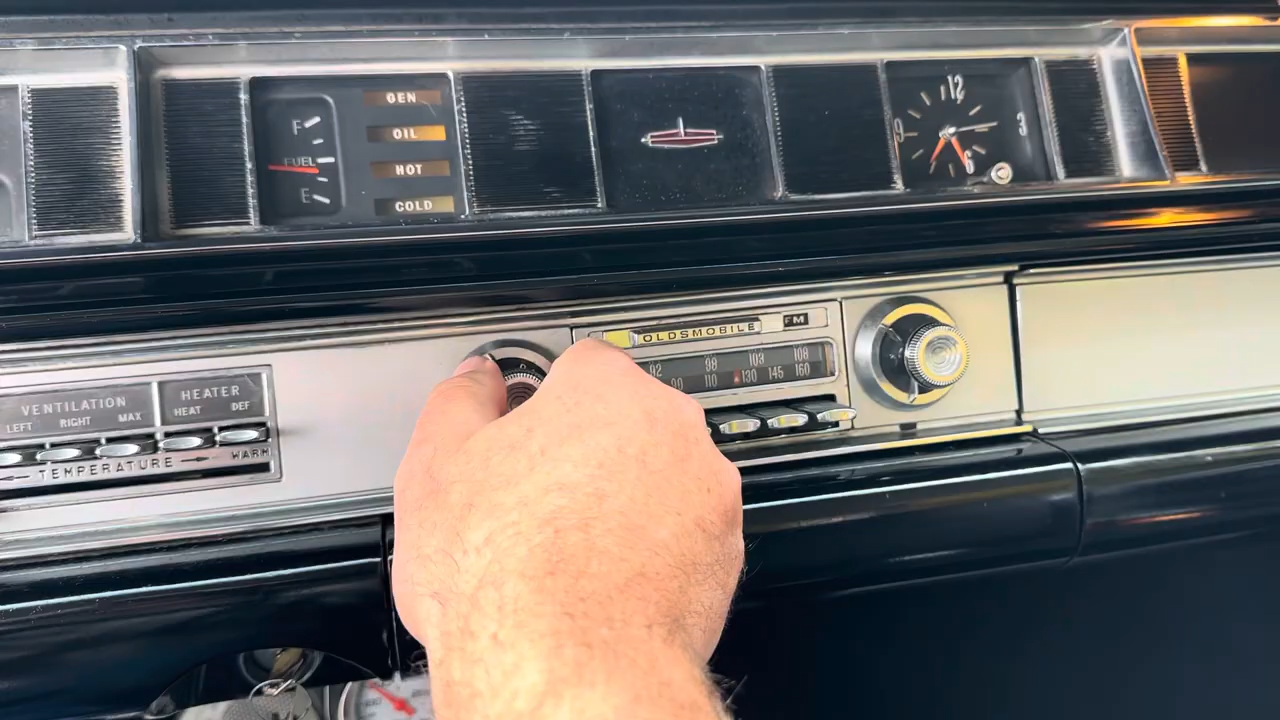 F
FUEL
E
GEN
OIL
HOT
COLD
12
9
3
6
OLDSMOBILE
FM
92 98 103 108
90 110 130 145 160
VENTILATION
LEFT RIGHT MAX
HEATER
HEAT DEF
TEMPERATURE
WARM